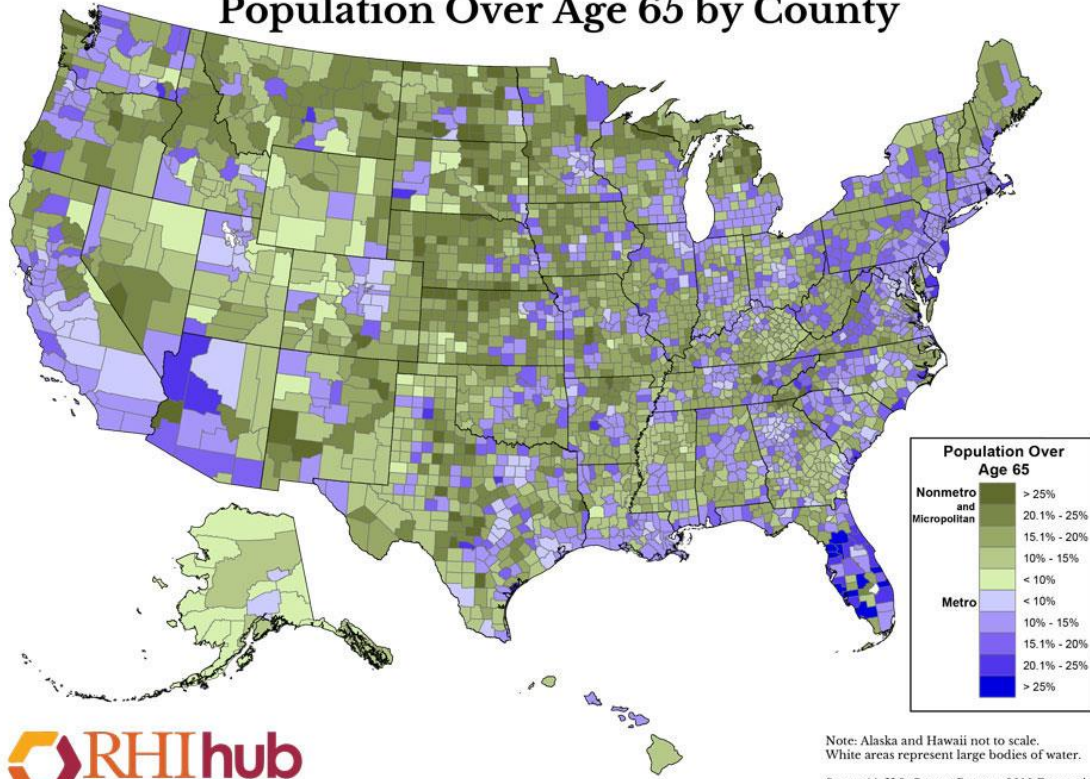 Population Over Age 65 by County
Population Over
Age 65
Nonmetro
and
Micropolitan
> 25%
20.1% - 25%
15.1% - 20%
10% - 15%
< 10%
Metro
< 10%
10% - 15%
15.1% - 20%
20.1% - 25%
> 25%
RHIhub
Note: Alaska and Hawaii not to scale.
White areas represent large bodies of water.